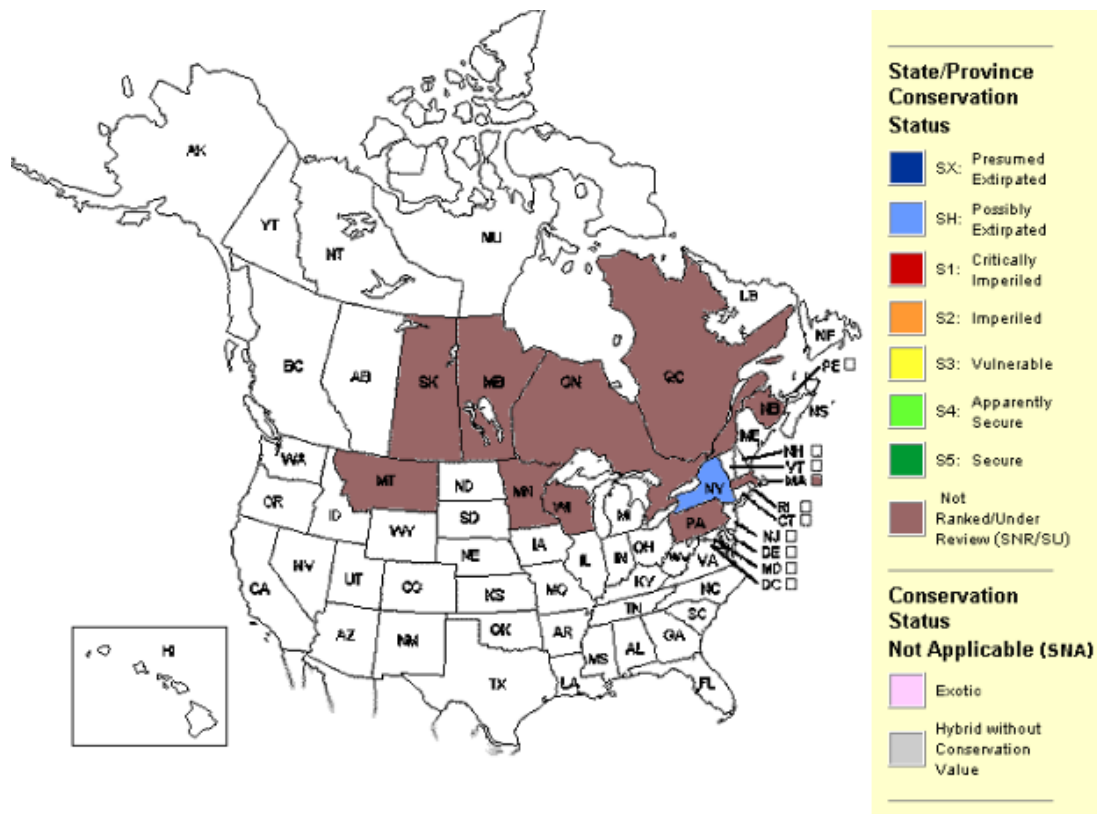 AK
YT
NT
NU
BC
AB
SK
MB
ON
QC
LB
NF
PE
NB
NS
ME
NH
VT
MA
RI
CT
NJ
DE
MD
DC
WA
MT
ND
MN
WI
MI
NY
PA
OR
ID
WY
SD
IA
NE
IL
IN
OH
WV
VA
KY
NV
UT
CO
KS
MO
CA
AZ
NM
OK
AR
TN
NC
SC
MS
AL
GA
TX
LA
FL
HI
State/Province
Conservation
Status
SX: Presumed
Extirpated
SH: Possibly
Extirpated
S1: Critically
Imperiled
S2: Imperiled
S3: Vulnerable
S4: Apparently
Secure
S5: Secure
Not
Ranked/Under
Review (SNR/SU)
Conservation
Status
Not Applicable (SNA)
Exotic
Hybrid without
Conservation
Value